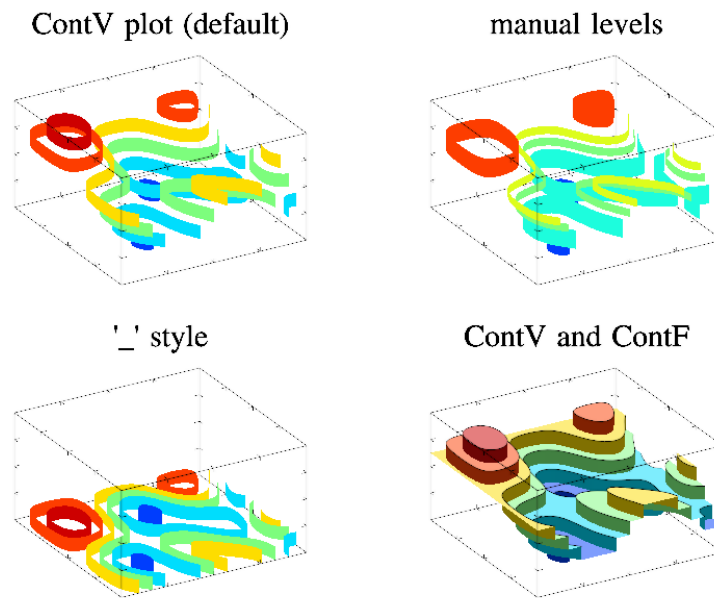 ContV plot (default)
manual levels
'_' style
ContV and ContF